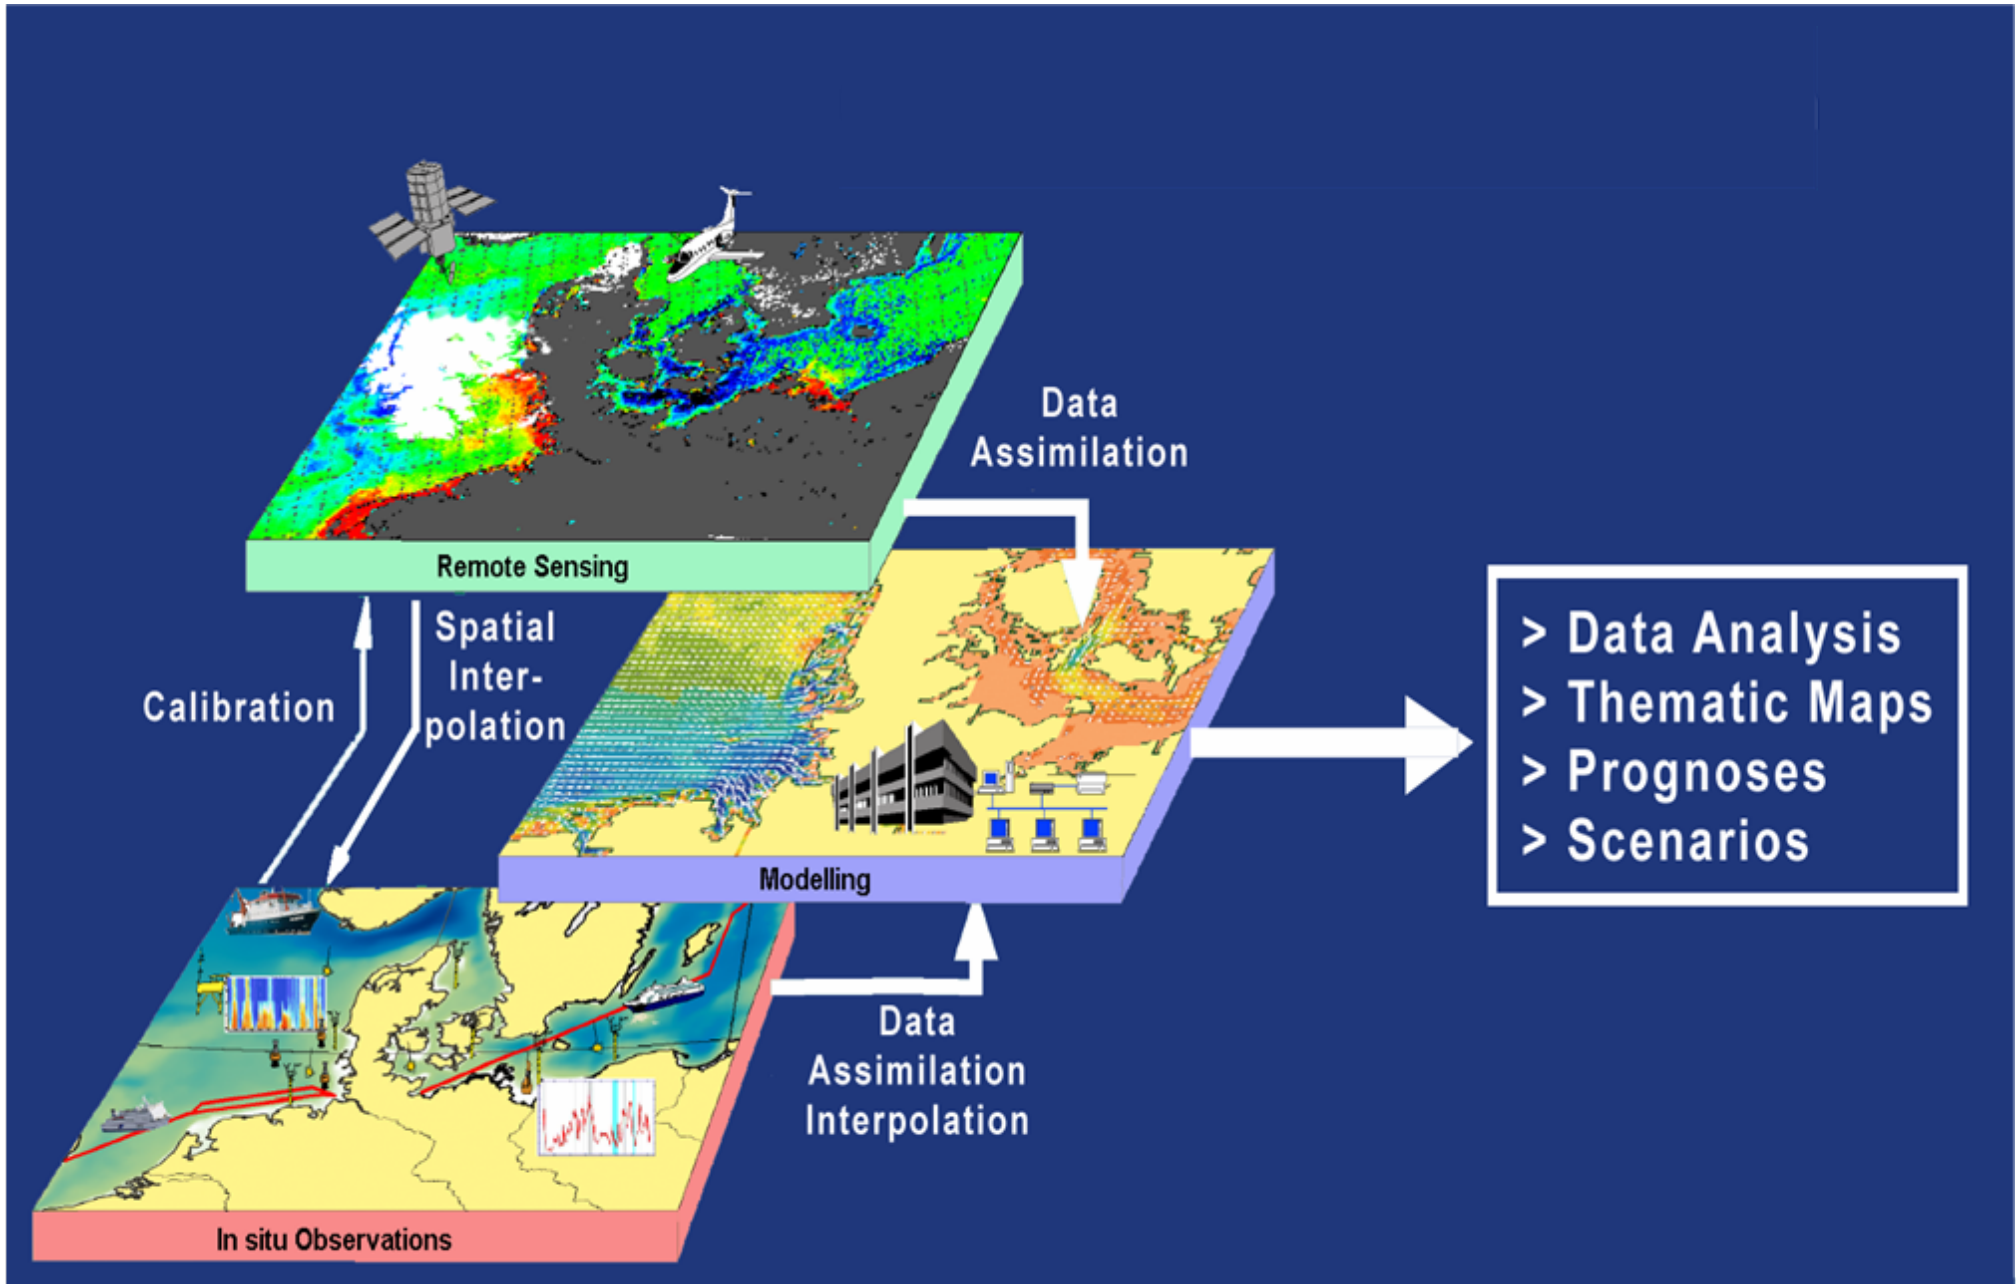 Data
Assimilation
Remote Sensing
Spatial
Inter-
polation
Calibration
> Data Analysis
> Thematic Maps
> Prognoses
> Scenarios
Modelling
Data
Assimilation
Interpolation
In situ Observations